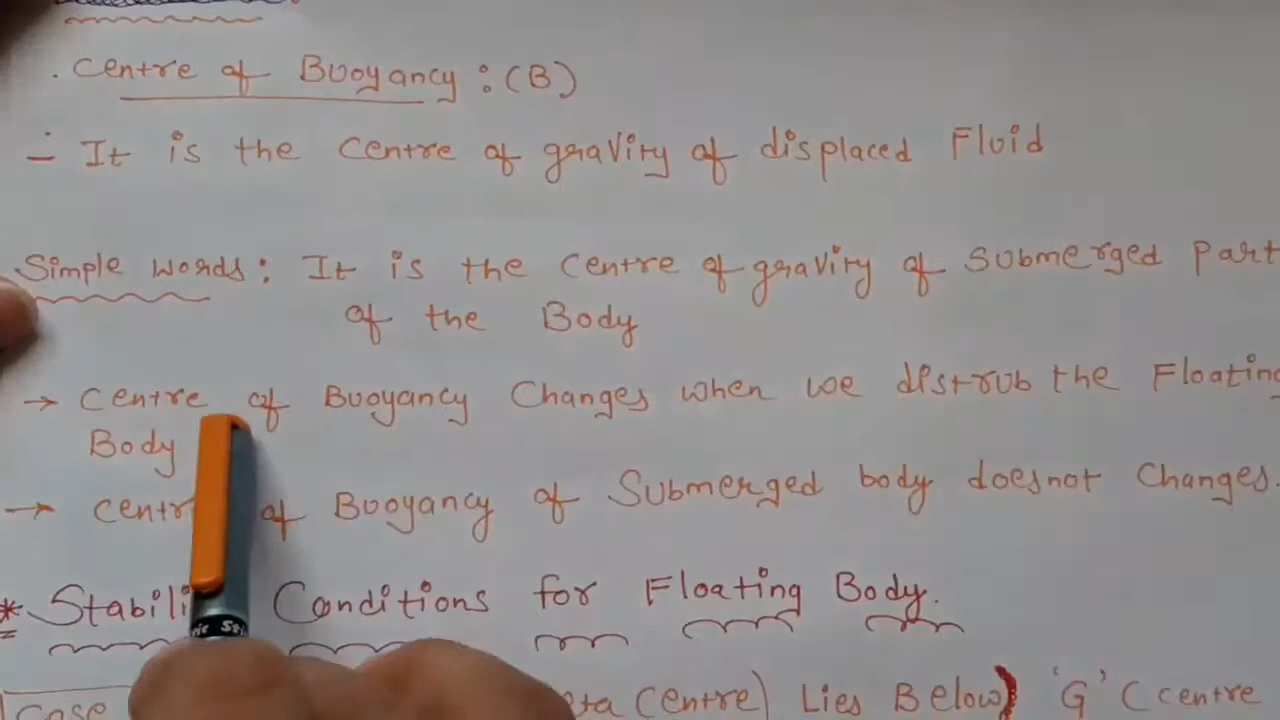 . Centre of Buoyancy : (B)
- It is the Centre of gravity of displaced Fluid
Simple words : It is the Centre of gravity of Submerged Part
of the Body
→ Centre of Buoyancy Changes when we distrub the Floating
Body
→ Centr of Buoyancy of Submerged body doesnot Changes.
* Stabili Conditions for Floating Body.
Case ta Centre) Lies Below) 'G' (Centre